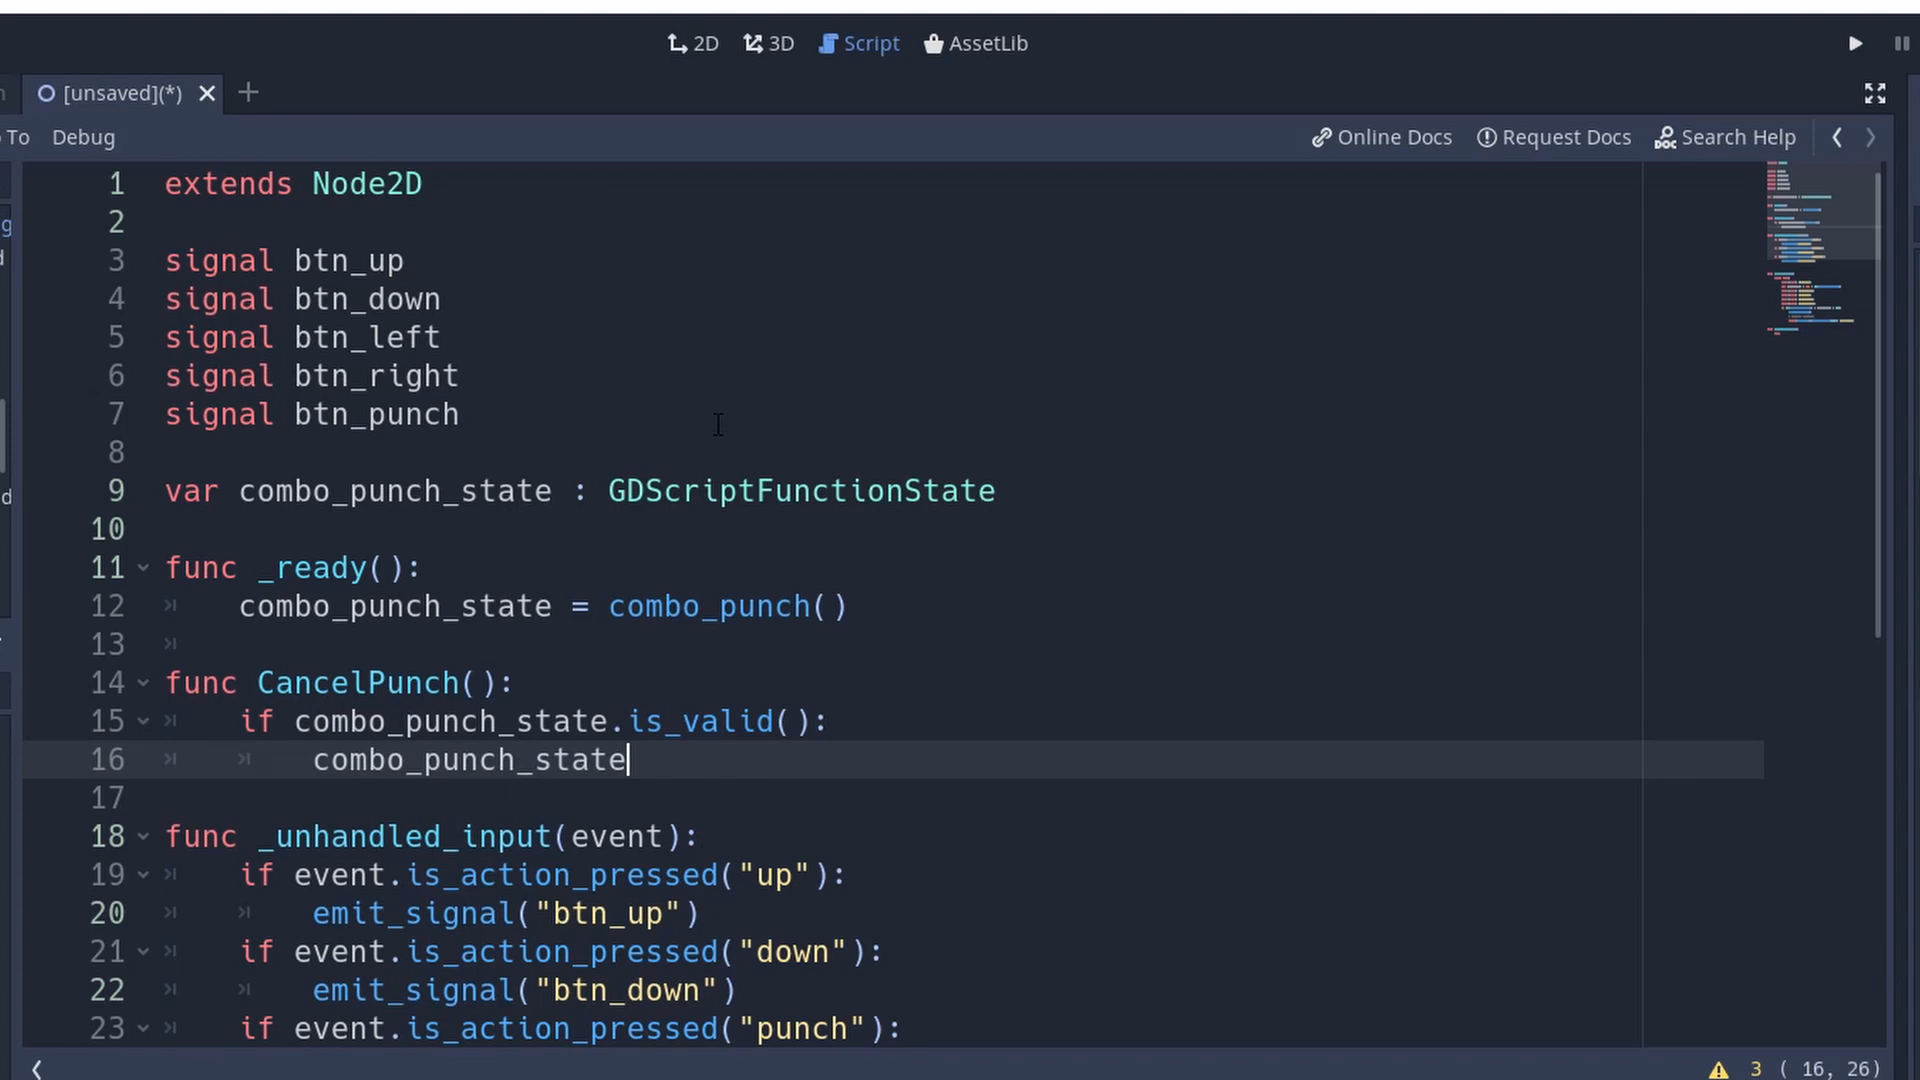 2D 3D Script AssetLib
[unsaved](*)
To Debug Online Docs Request Docs Search Help
1 extends Node2D
2
3 signal btn_up
4 signal btn_down
5 signal btn_left
6 signal btn_right
7 signal btn_punch
8
9 var combo_punch_state : GDScriptFunctionState
10
11 func _ready():
12 combo_punch_state = combo_punch()
13
14 func CancelPunch():
15 if combo_punch_state.is_valid():
16 combo_punch_state
17
18 func _unhandled_input(event):
19 if event.is_action_pressed("up"):
20 emit_signal("btn_up")
21 if event.is_action_pressed("down"):
22 emit_signal("btn_down")
23 if event.is_action_pressed("punch"):
3 ( 16, 26)